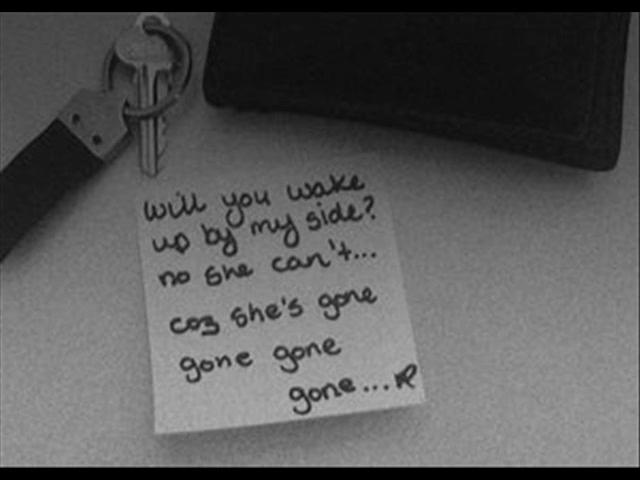 will you wake
up by my side?
no she can't...
coz she's gone
gone gone
gone...